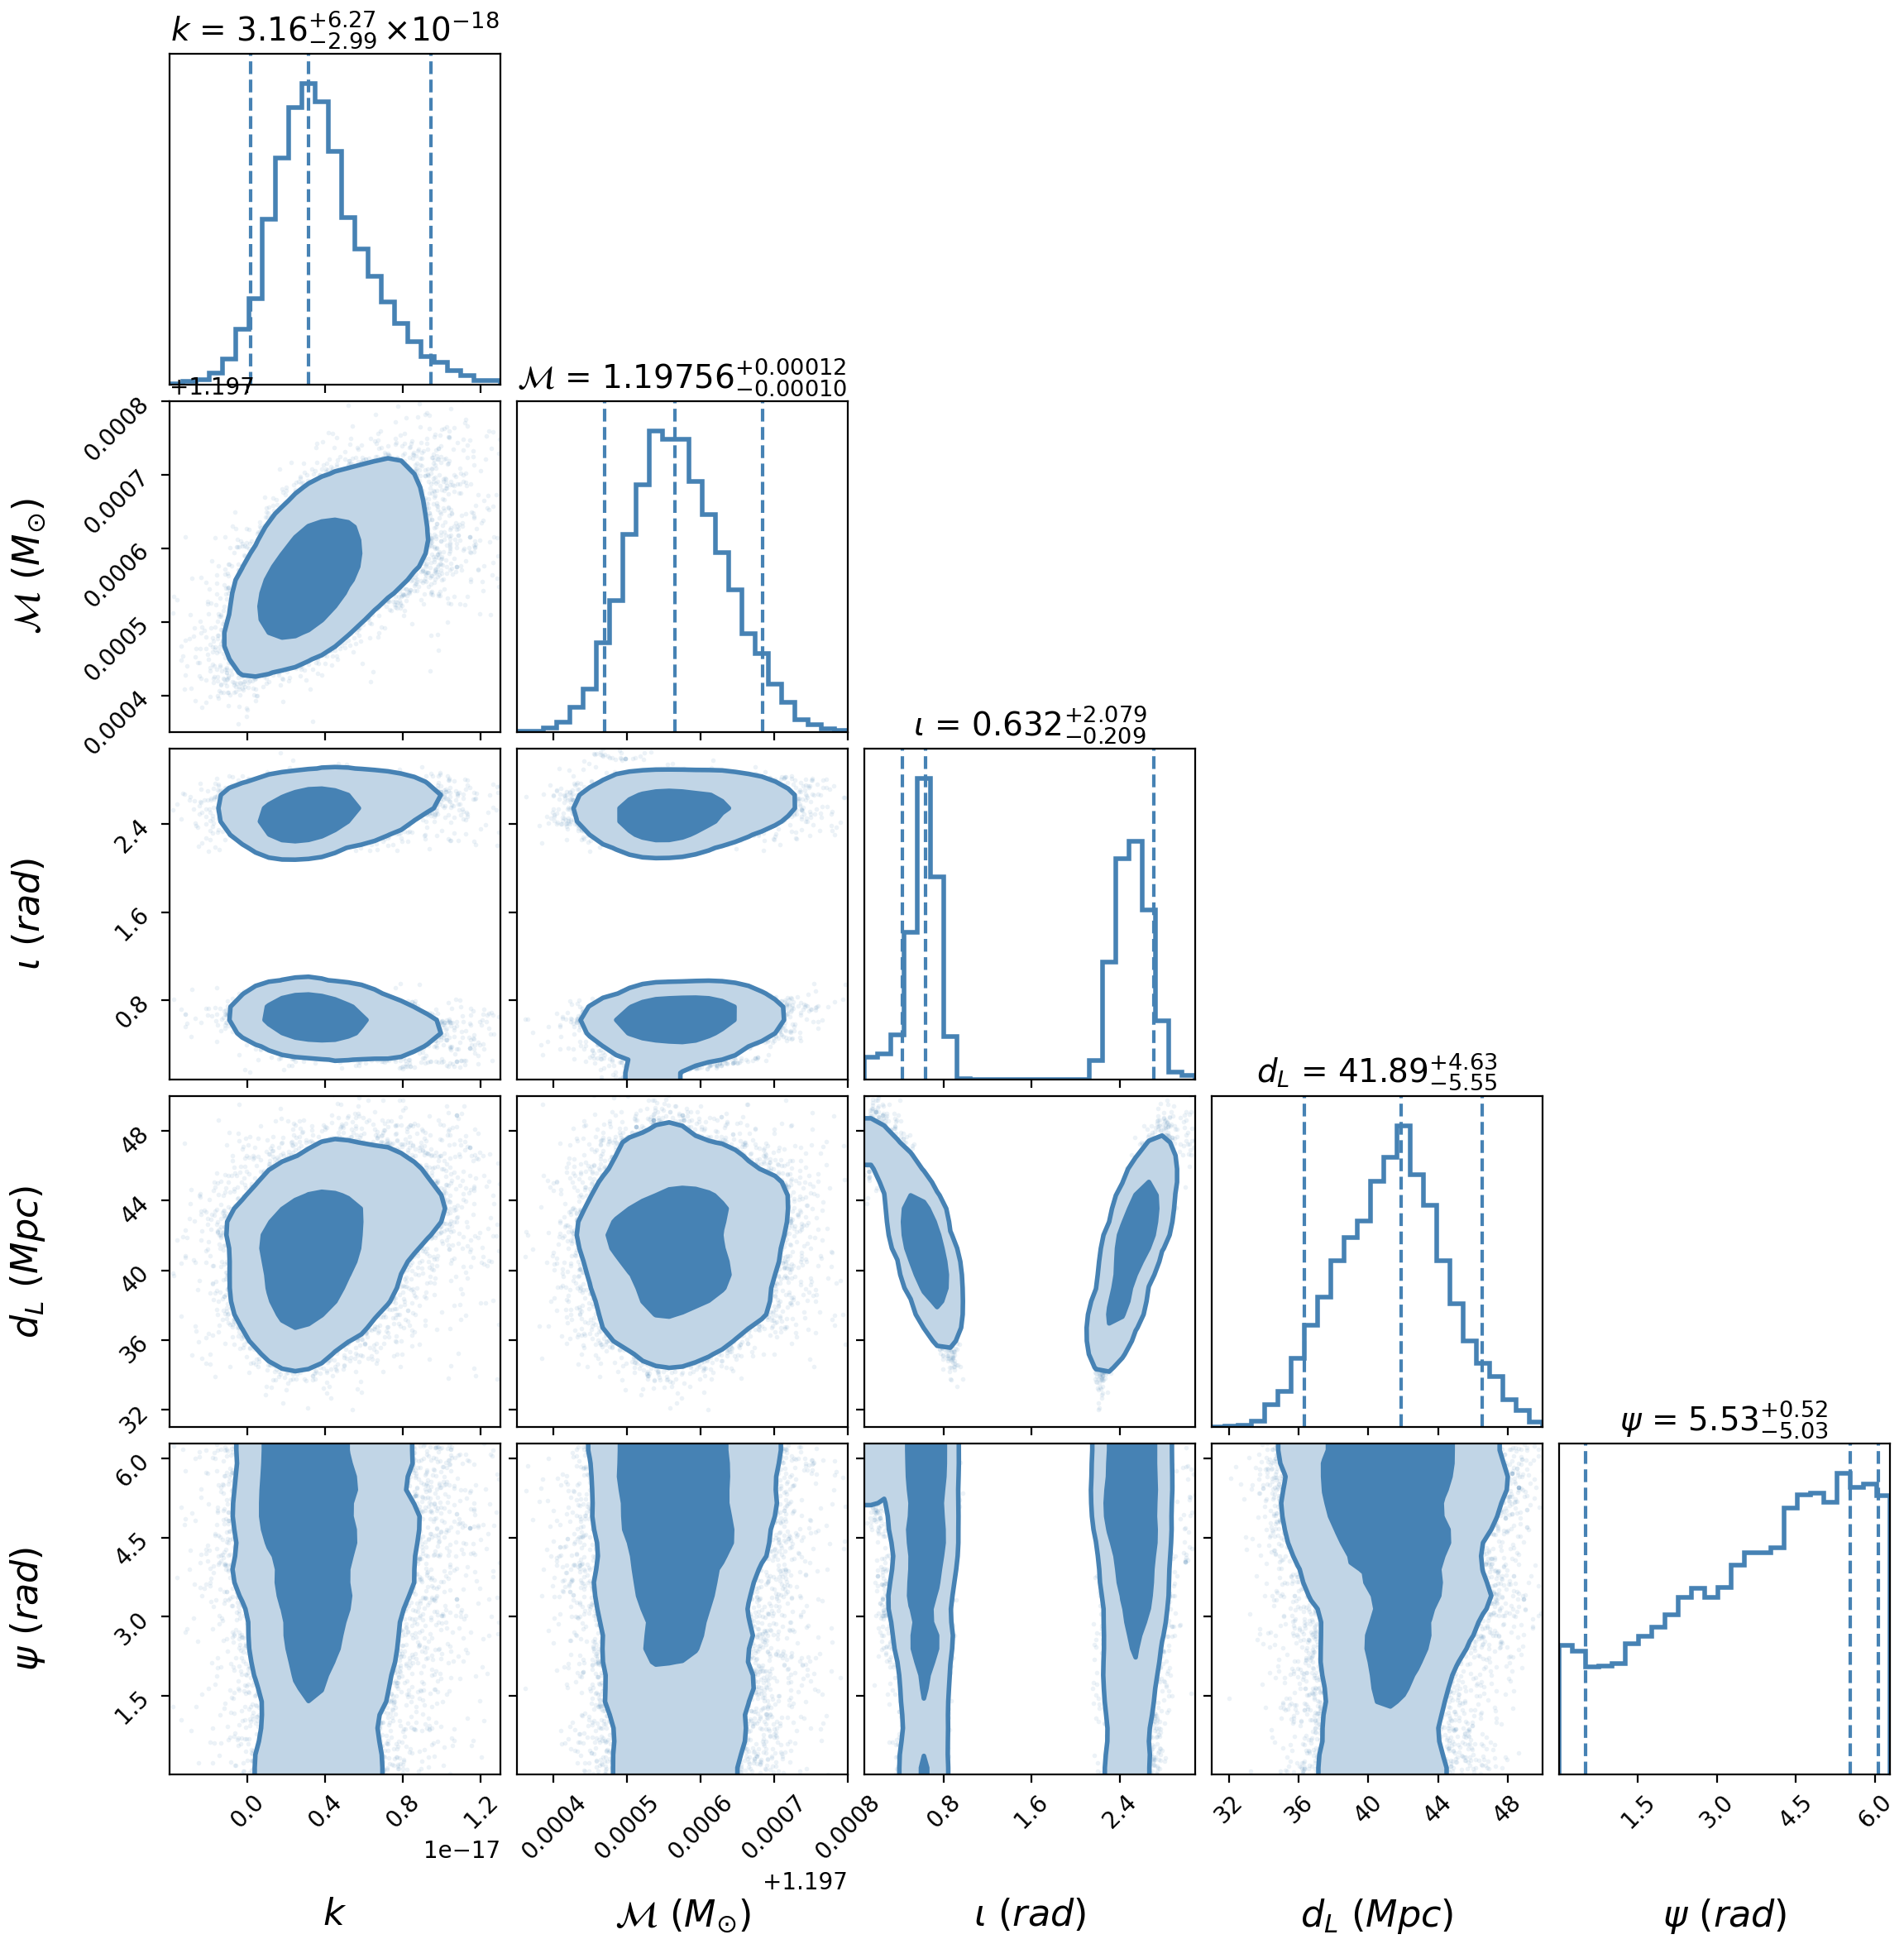 k = 3.16 +6.27 −2.99 ×10−18
+1.197
ℳ = 1.19756 +0.00012 −0.00010
ℳ (M⊙)
0.0008
0.0007
0.0006
0.0005
0.0004
ι = 0.632 +2.079 −0.209
ι (rad)
2.4
1.6
0.8
dL = 41.89 +4.63 −5.55
dL (Mpc)
48
44
40
36
32
ψ = 5.53 +0.52 −5.03
ψ (rad)
6.0
4.5
3.0
1.5
0.0 0.4 0.8 1.2
1e−17
k
0.0004 0.0005 0.0006 0.0007 0.0008
+1.197
ℳ (M⊙)
0.8 1.6 2.4
ι (rad)
32 36 40 44 48
dL (Mpc)
1.5 3.0 4.5 6.0
ψ (rad)